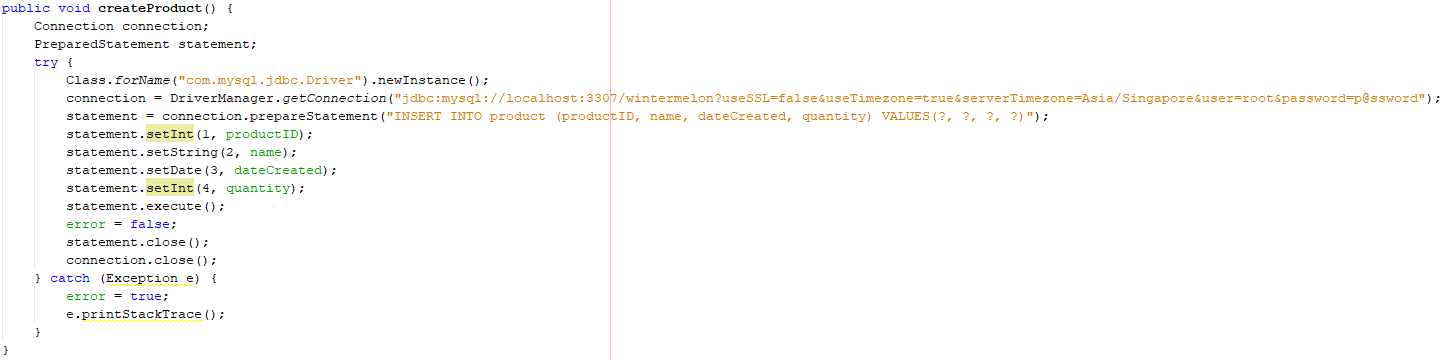 public void createProduct() {
    Connection connection;
    PreparedStatement statement;
    try {
        Class.forName("com.mysql.jdbc.Driver").newInstance();
        connection = DriverManager.getConnection("jdbc:mysql://localhost:3307/wintermelon?useSSL=false&useTimezone=true&serverTimezone=Asia/Singapore&user=root&password=p@ssword");
        statement = connection.prepareStatement("INSERT INTO product (productID, name, dateCreated, quantity) VALUES(?, ?, ?, ?)");
        statement.setInt(1, productID);
        statement.setString(2, name);
        statement.setDate(3, dateCreated);
        statement.setInt(4, quantity);
        statement.execute();
        error = false;
        statement.close();
        connection.close();
    } catch (Exception e) {
        error = true;
        e.printStackTrace();
    }
}